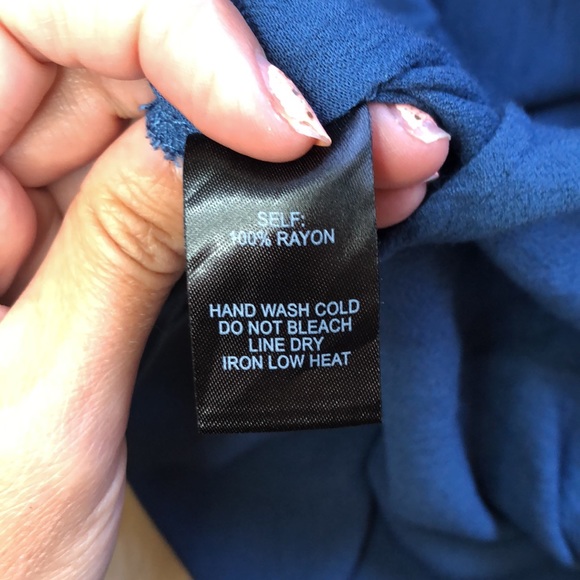 SELF:
100% RAYON
HAND WASH COLD
DO NOT BLEACH
LINE DRY
IRON LOW HEAT